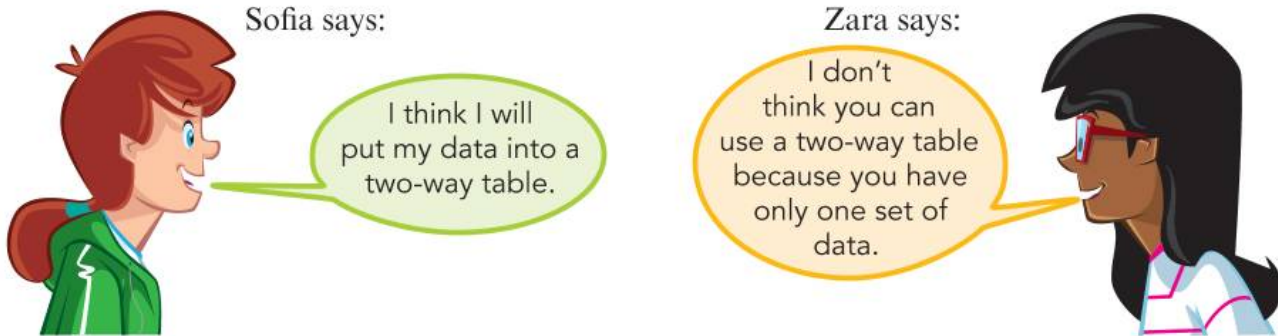 Sofia says:
I think I will
put my data into a
two-way table.
Zara says:
I don't
think you can
use a two-way table
because you have
only one set of
data.